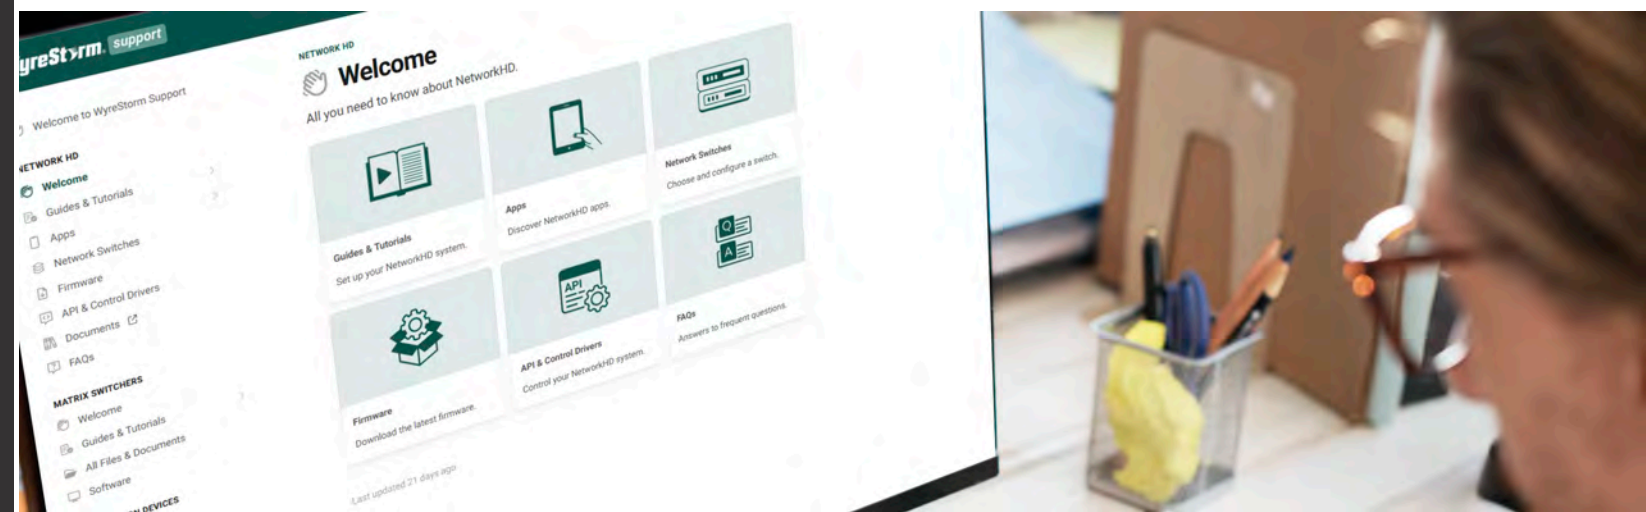 yreStorm. support
Welcome to WyreStorm Support
NETWORK HD
Welcome
Guides & Tutorials
Apps
Network Switches
Firmware
API & Control Drivers
Documents
FAQs
MATRIX SWITCHERS
Welcome
Guides & Tutorials
All Files & Documents
Software
DEVICES
NETWORK HD
Welcome
All you need to know about NetworkHD.
Guides & Tutorials
Set up your NetworkHD system.
Apps
Discover NetworkHD apps.
Network Switches
Choose and configure a switch.
Firmware
Download the latest firmware.
API
API & Control Drivers
Control your NetworkHD system.
Q
A
FAQs
Answers to frequent questions.
Last updated 21 days ago